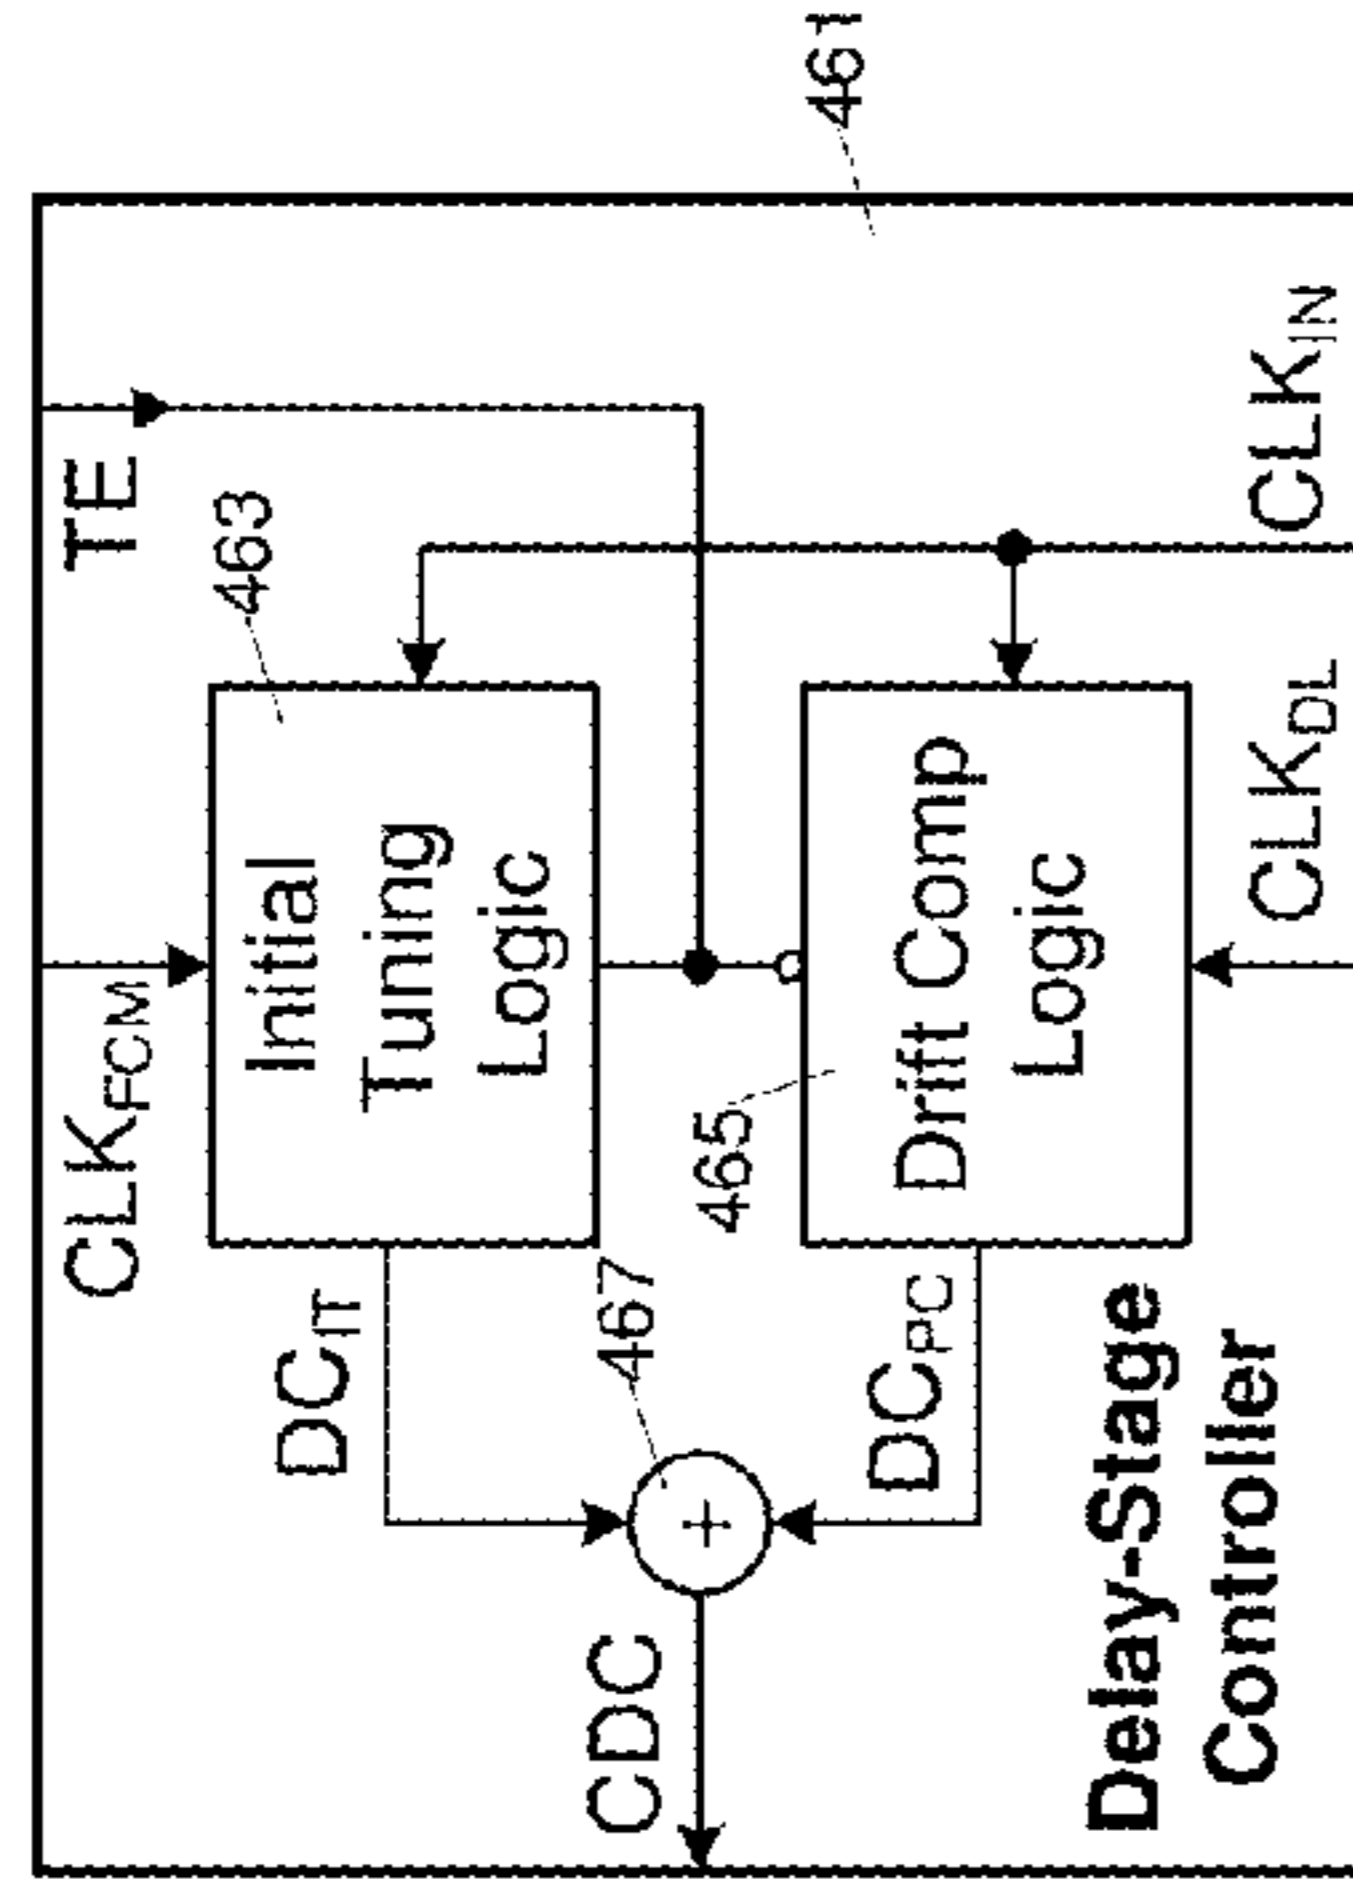 461
TE
CLKIN
463
CLKFCM
Initial
Tuning
Logic
465
Drift Comp
Logic
CLKDL
DCIT
467
DCPC
+
CDC
Delay-Stage
Controller